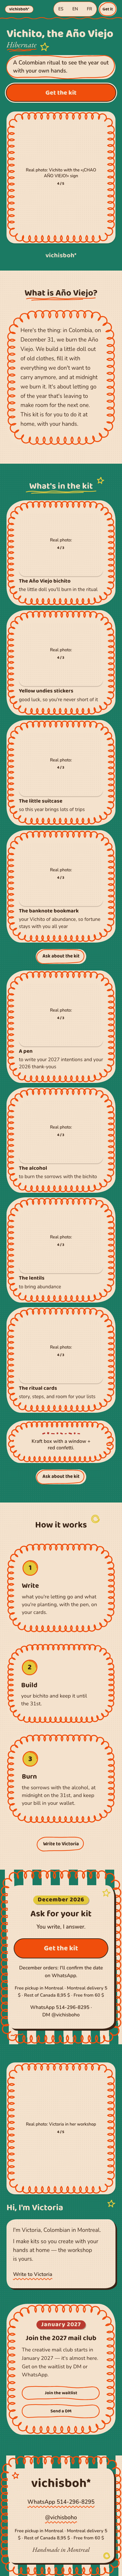 vichisboh*
ES EN FR
Get it
Vichito, the Año Viejo
Hibernate
A Colombian ritual to see the year out
with your own hands.
Get the kit
Real photo: Vichito with the «¡CHAO
AÑO VIEJO!» sign
4 / 5
vichisboh*
What is Año Viejo?
Here's the thing: in Colombia, on
December 31, we burn the Año
Viejo. We build a little doll out
of old clothes, fill it with
everything we don't want to
carry anymore, and at midnight
we burn it. It's about letting go
of the year that's leaving to
make room for the next one.
This kit is for you to do it at
home, with your hands.
What's in the kit
Real photo:
4 / 3
The Año Viejo bichito
the little doll you'll burn in the ritual
Real photo:
4 / 3
Yellow undies stickers
good luck, so you're never short of it
Real photo:
4 / 3
The little suitcase
so this year brings lots of trips
Real photo:
4 / 3
The banknote bookmark
your Vichito of abundance, so fortune
stays with you all year
Ask about the kit
Real photo:
4 / 3
A pen
to write your 2027 intentions and your
2026 thank-yous
Real photo:
4 / 3
The alcohol
to burn the sorrows with the bichito
Real photo:
4 / 3
The lentils
to bring abundance
Real photo:
4 / 3
The ritual cards
story, steps, and room for your lists
Kraft box with a window +
red confetti
Ask about the kit
How it works
1
Write
what you're letting go and what
you're planting, with the pen, on
your cards.
2
Build
your bichito and keep it until
the 31st.
3
Burn
the sorrows with the alcohol, at
midnight on the 31st, and keep
your bill in your wallet.
Write to Victoria
December 2026
Ask for your kit
You write, I answer.
Get the kit
December orders: I'll confirm the date
on WhatsApp.
Free pickup in Montreal · Montreal delivery 5
$ · Rest of Canada 8,95 $ · Free from 60 $
WhatsApp 514-296-8295 ·
DM @vichisboho
Real photo: Victoria in her workshop
4 / 5
Hi, I'm Victoria
I'm Victoria, Colombian in Montreal.
I make kits so you create with your
hands at home — the workshop
is yours.
Write to Victoria
January 2027
Join the 2027 mail club
The creative mail club starts in
January 2027 — it's almost here.
Get on the waitlist by DM or
WhatsApp.
Join the waitlist
Send a DM
vichisboh*
WhatsApp 514-296-8295
@vichisboho
Free pickup in Montreal · Montreal delivery 5
$ · Rest of Canada 8,95 $ · Free from 60 $
Handmade in Montreal